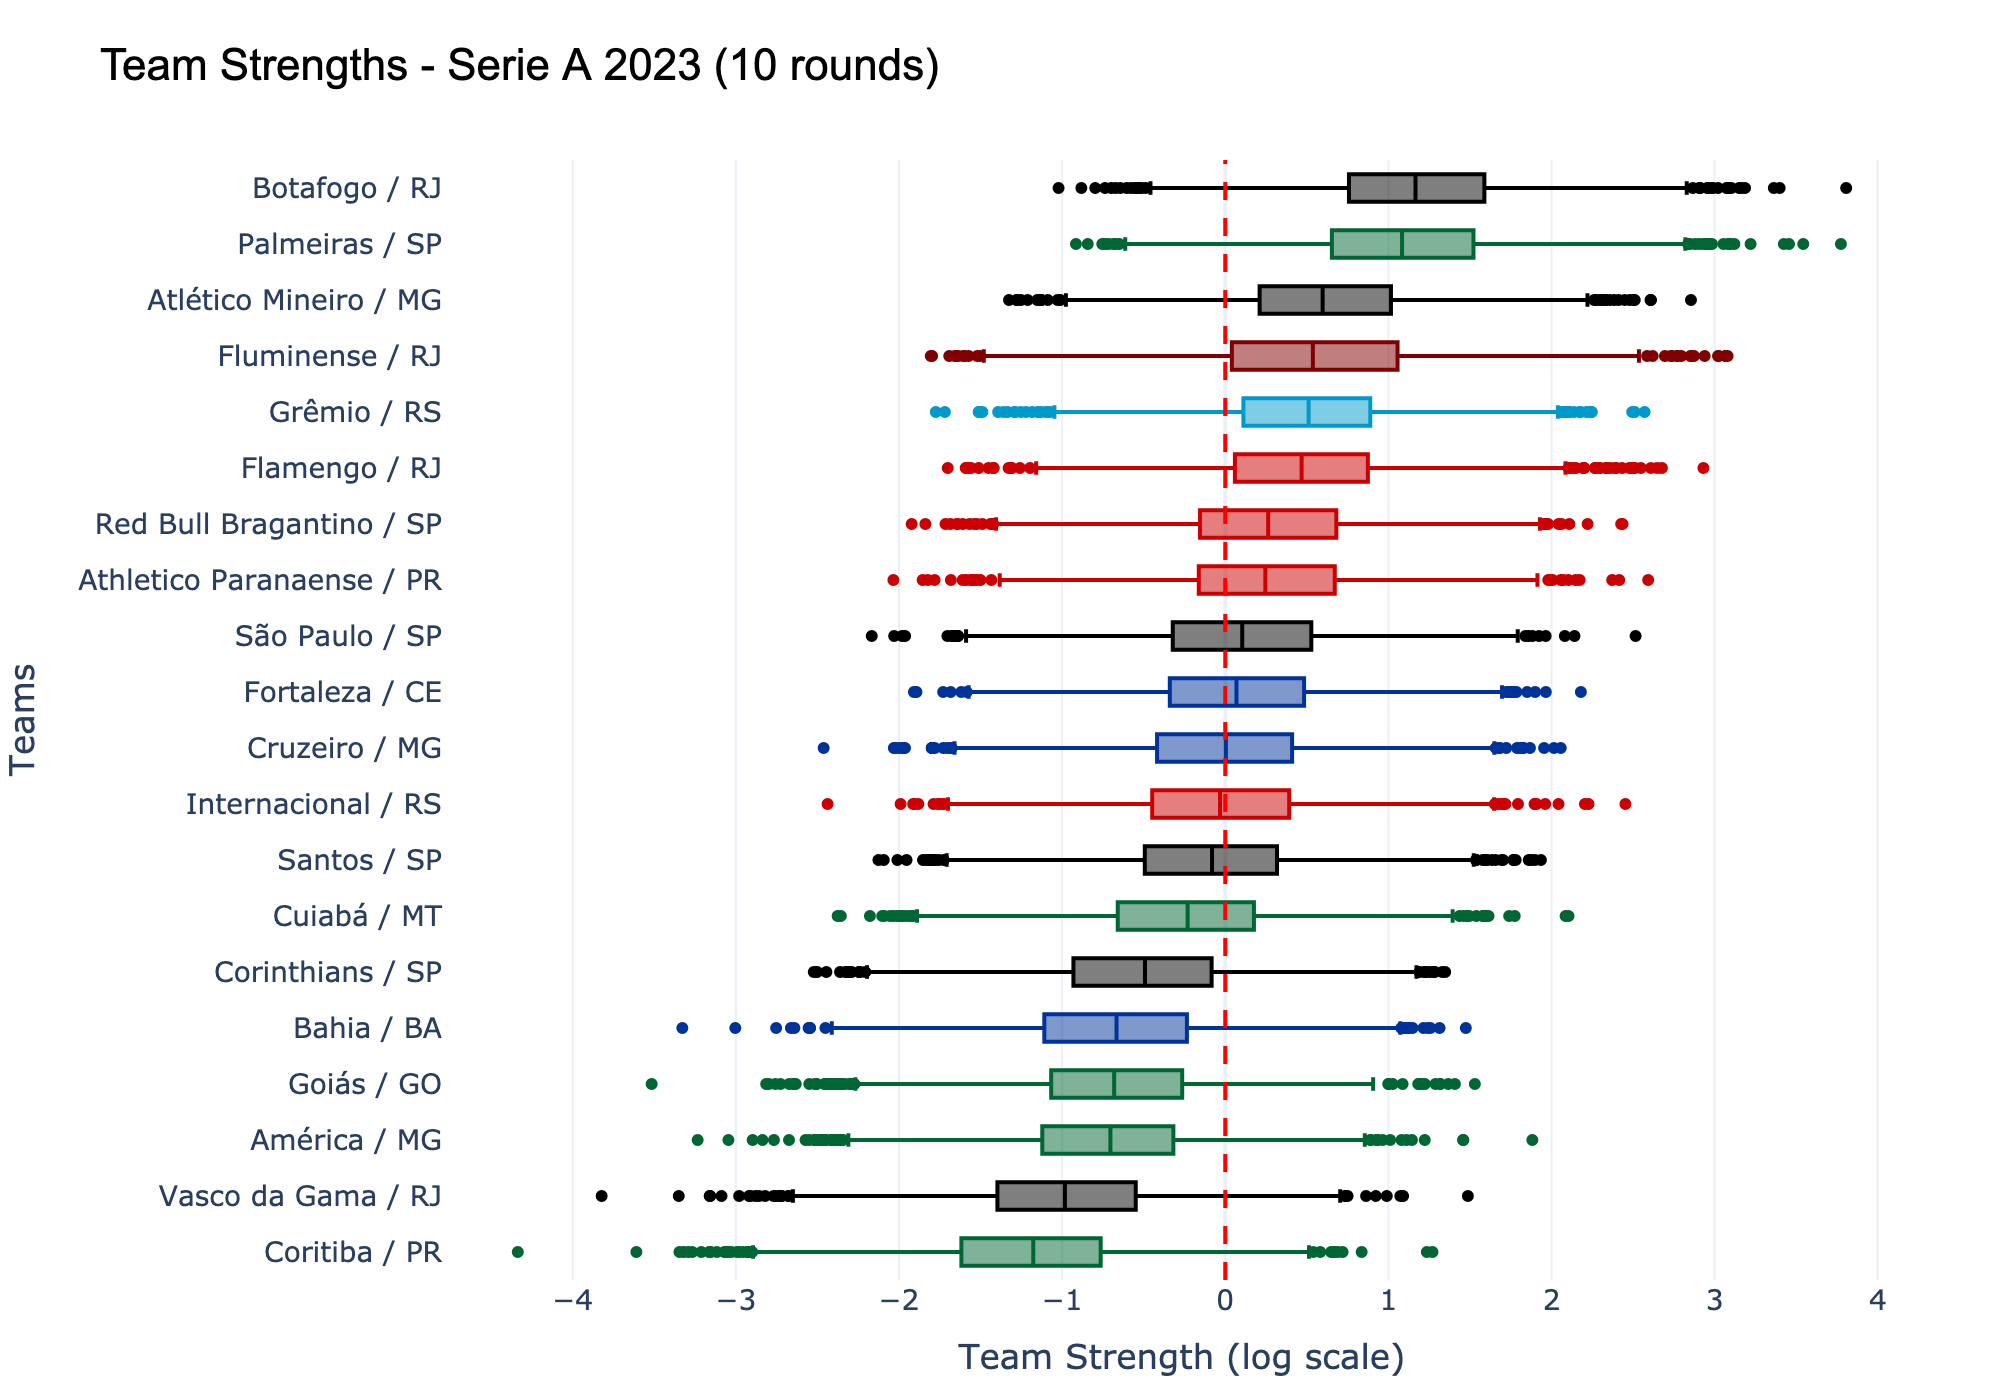 Team Strengths - Serie A 2023 (10 rounds)
Teams
Botafogo / RJ
Palmeiras / SP
Atlético Mineiro / MG
Fluminense / RJ
Grêmio / RS
Flamengo / RJ
Red Bull Bragantino / SP
Athletico Paranaense / PR
São Paulo / SP
Fortaleza / CE
Cruzeiro / MG
Internacional / RS
Santos / SP
Cuiabá / MT
Corinthians / SP
Bahia / BA
Goiás / GO
América / MG
Vasco da Gama / RJ
Coritiba / PR
−4 −3 −2 −1 0 1 2 3 4
Team Strength (log scale)